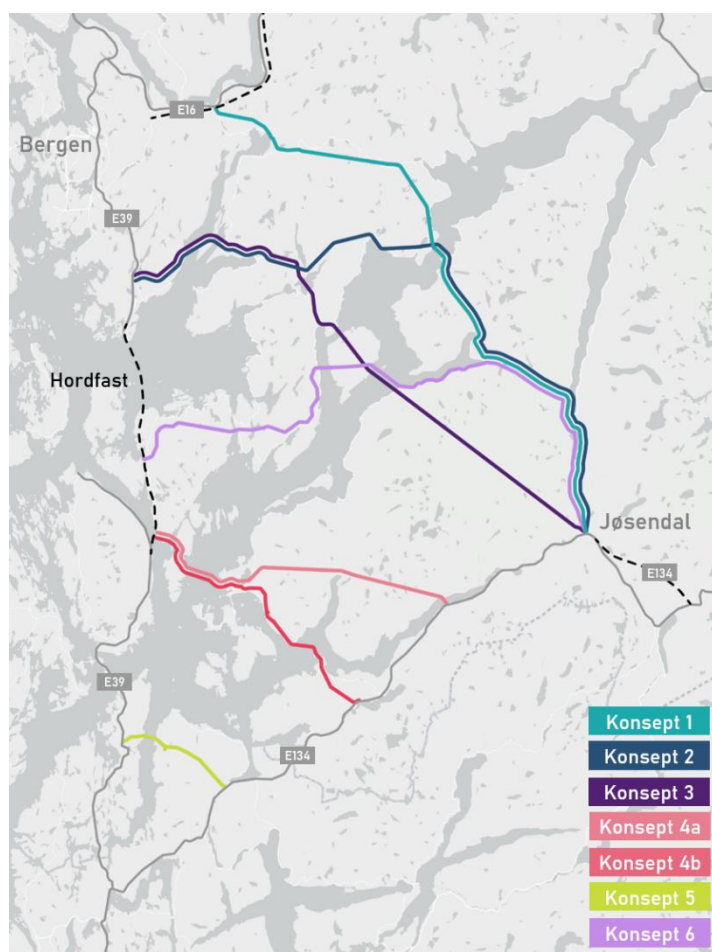 E16
Bergen
E39
Hordfast
Jøsendal
E134
E39
E134
Konsept 1
Konsept 2
Konsept 3
Konsept 4a
Konsept 4b
Konsept 5
Konsept 6